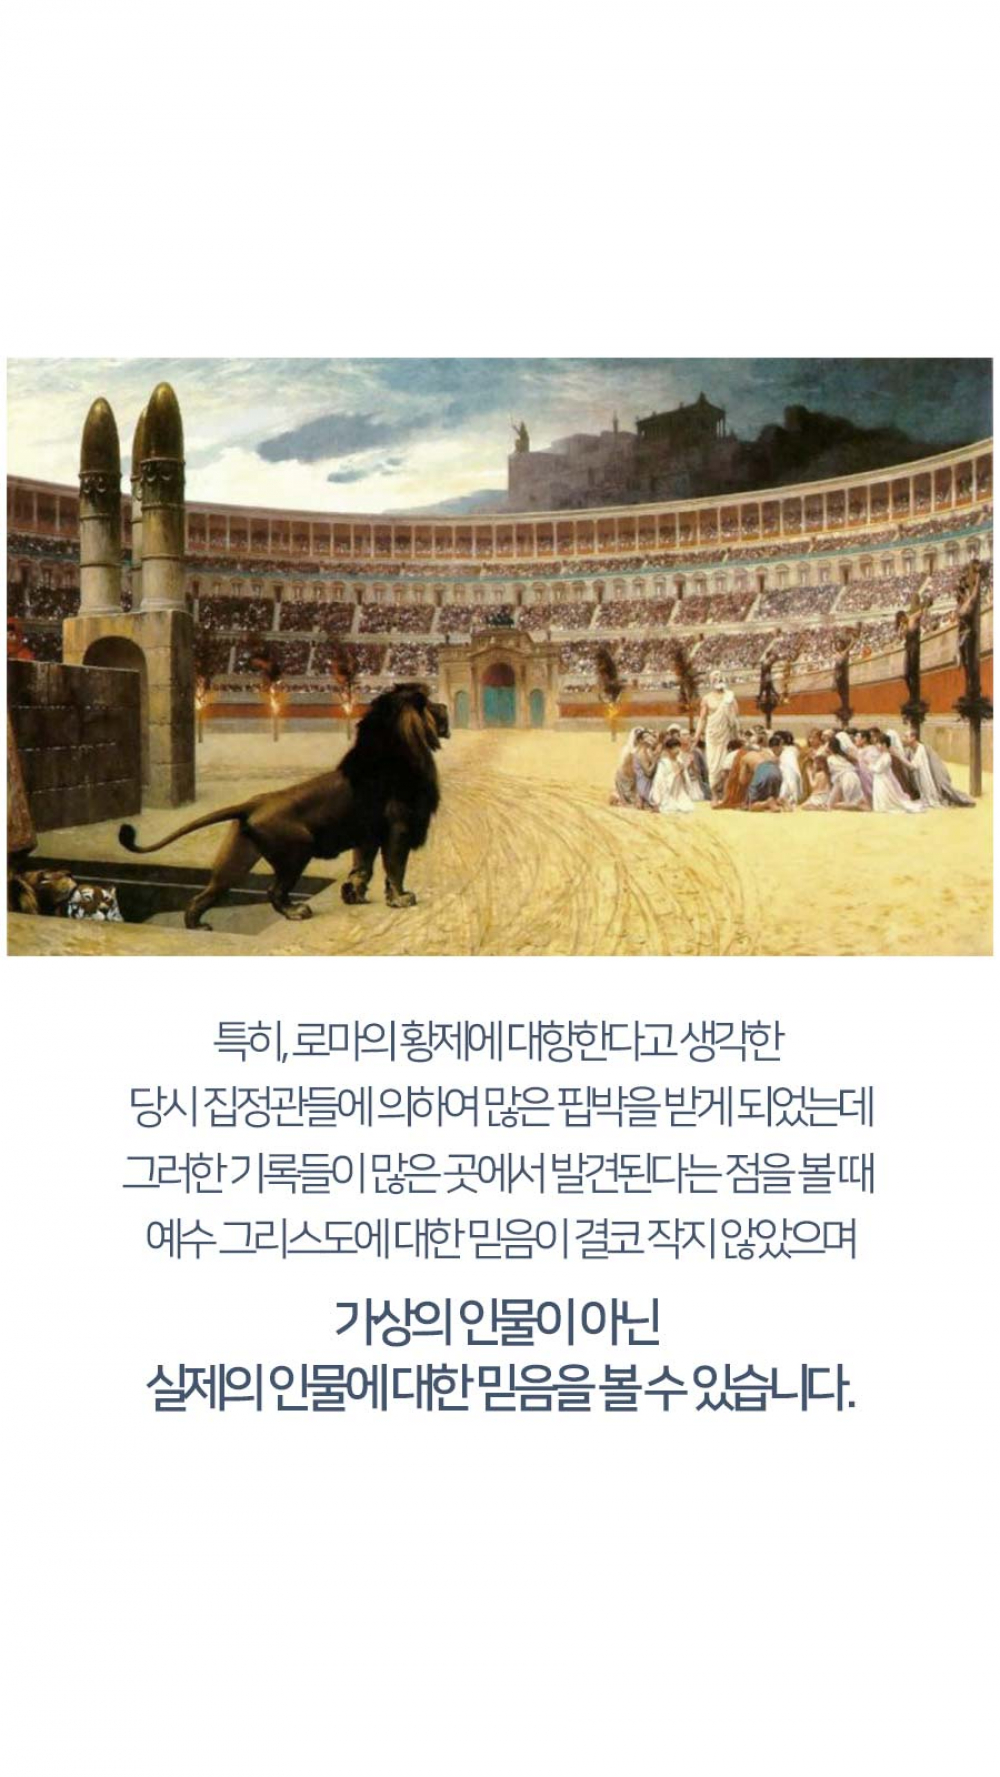 특히, 로마의 황제에 대항한다고 생각한
당시 집정관들에 의하여 많은 핍박을 받게 되었는데
그러한 기록들이 많은 곳에서 발견된다는 점을 볼 때
예수 그리스도에 대한 믿음이 결코 작지 않았으며
가상의 인물이 아닌
실제의 인물에 대한 믿음을 볼 수 있습니다.